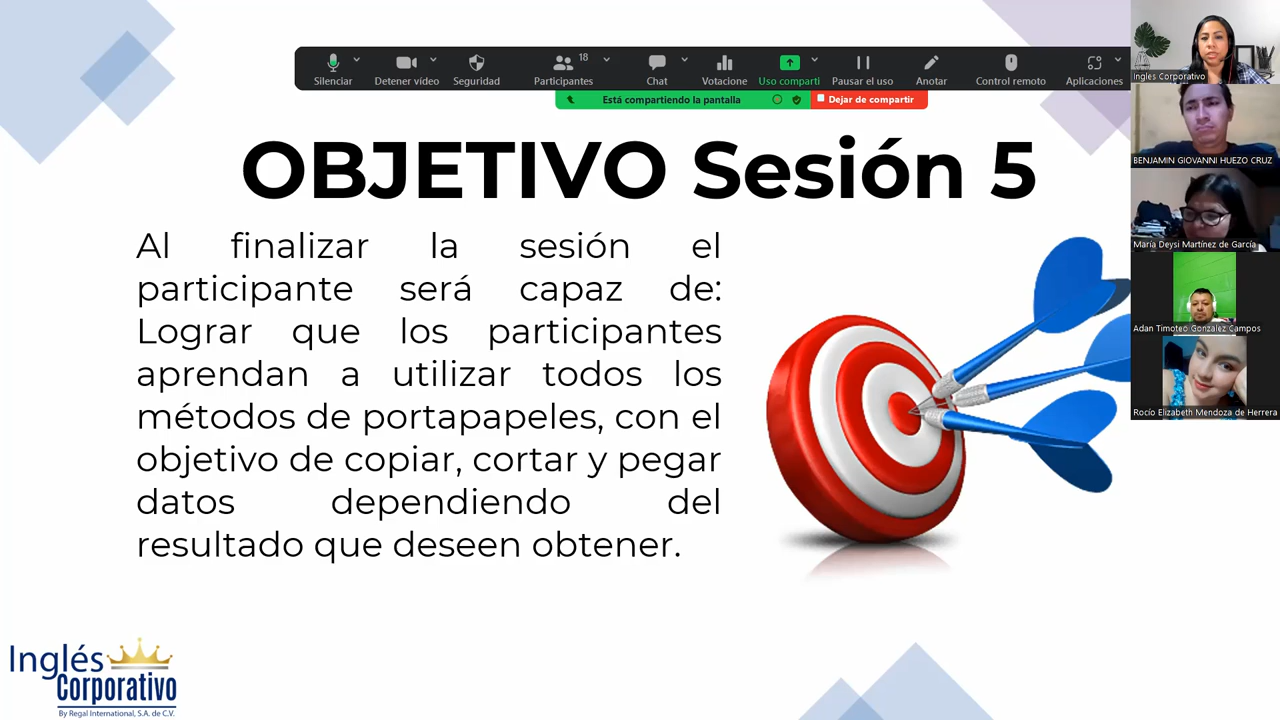 18
Silenciar
Detener vídeo
Seguridad
Participantes
Chat
Votacione
Uso comparti
Pausar el uso
Anotar
Control remoto
Aplicaciones
Está compartiendo la pantalla
Dejar de compartir
Ingles Corporativo
BENJAMIN GIOVANNI HUEZO CRUZ
María Deysi Martínez de García
Adan Timoteo Gonzalez Campos
Rocío Elizabeth Mendoza de Herrera
OBJETIVO Sesión 5
Al finalizar la sesión el
participante será capaz de:
Lograr que los participantes
aprendan a utilizar todos los
métodos de portapapeles, con el
objetivo de copiar, cortar y pegar
datos dependiendo del
resultado que deseen obtener.
Inglés
Corporativo
By Regal International, S.A. de C.V.